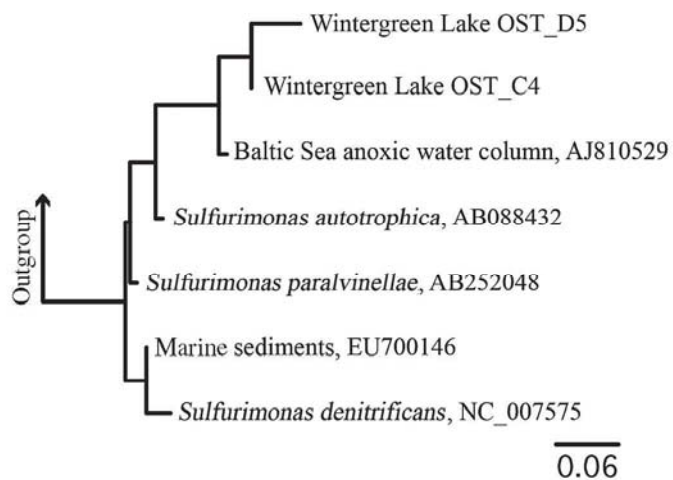 Wintergreen Lake OST_D5
Wintergreen Lake OST_C4
Baltic Sea anoxic water column, AJ810529
Sulfurimonas autotrophica, AB088432
Outgroup
Sulfurimonas paralvinellae, AB252048
Marine sediments, EU700146
Sulfurimonas denitrificans, NC_007575
0.06